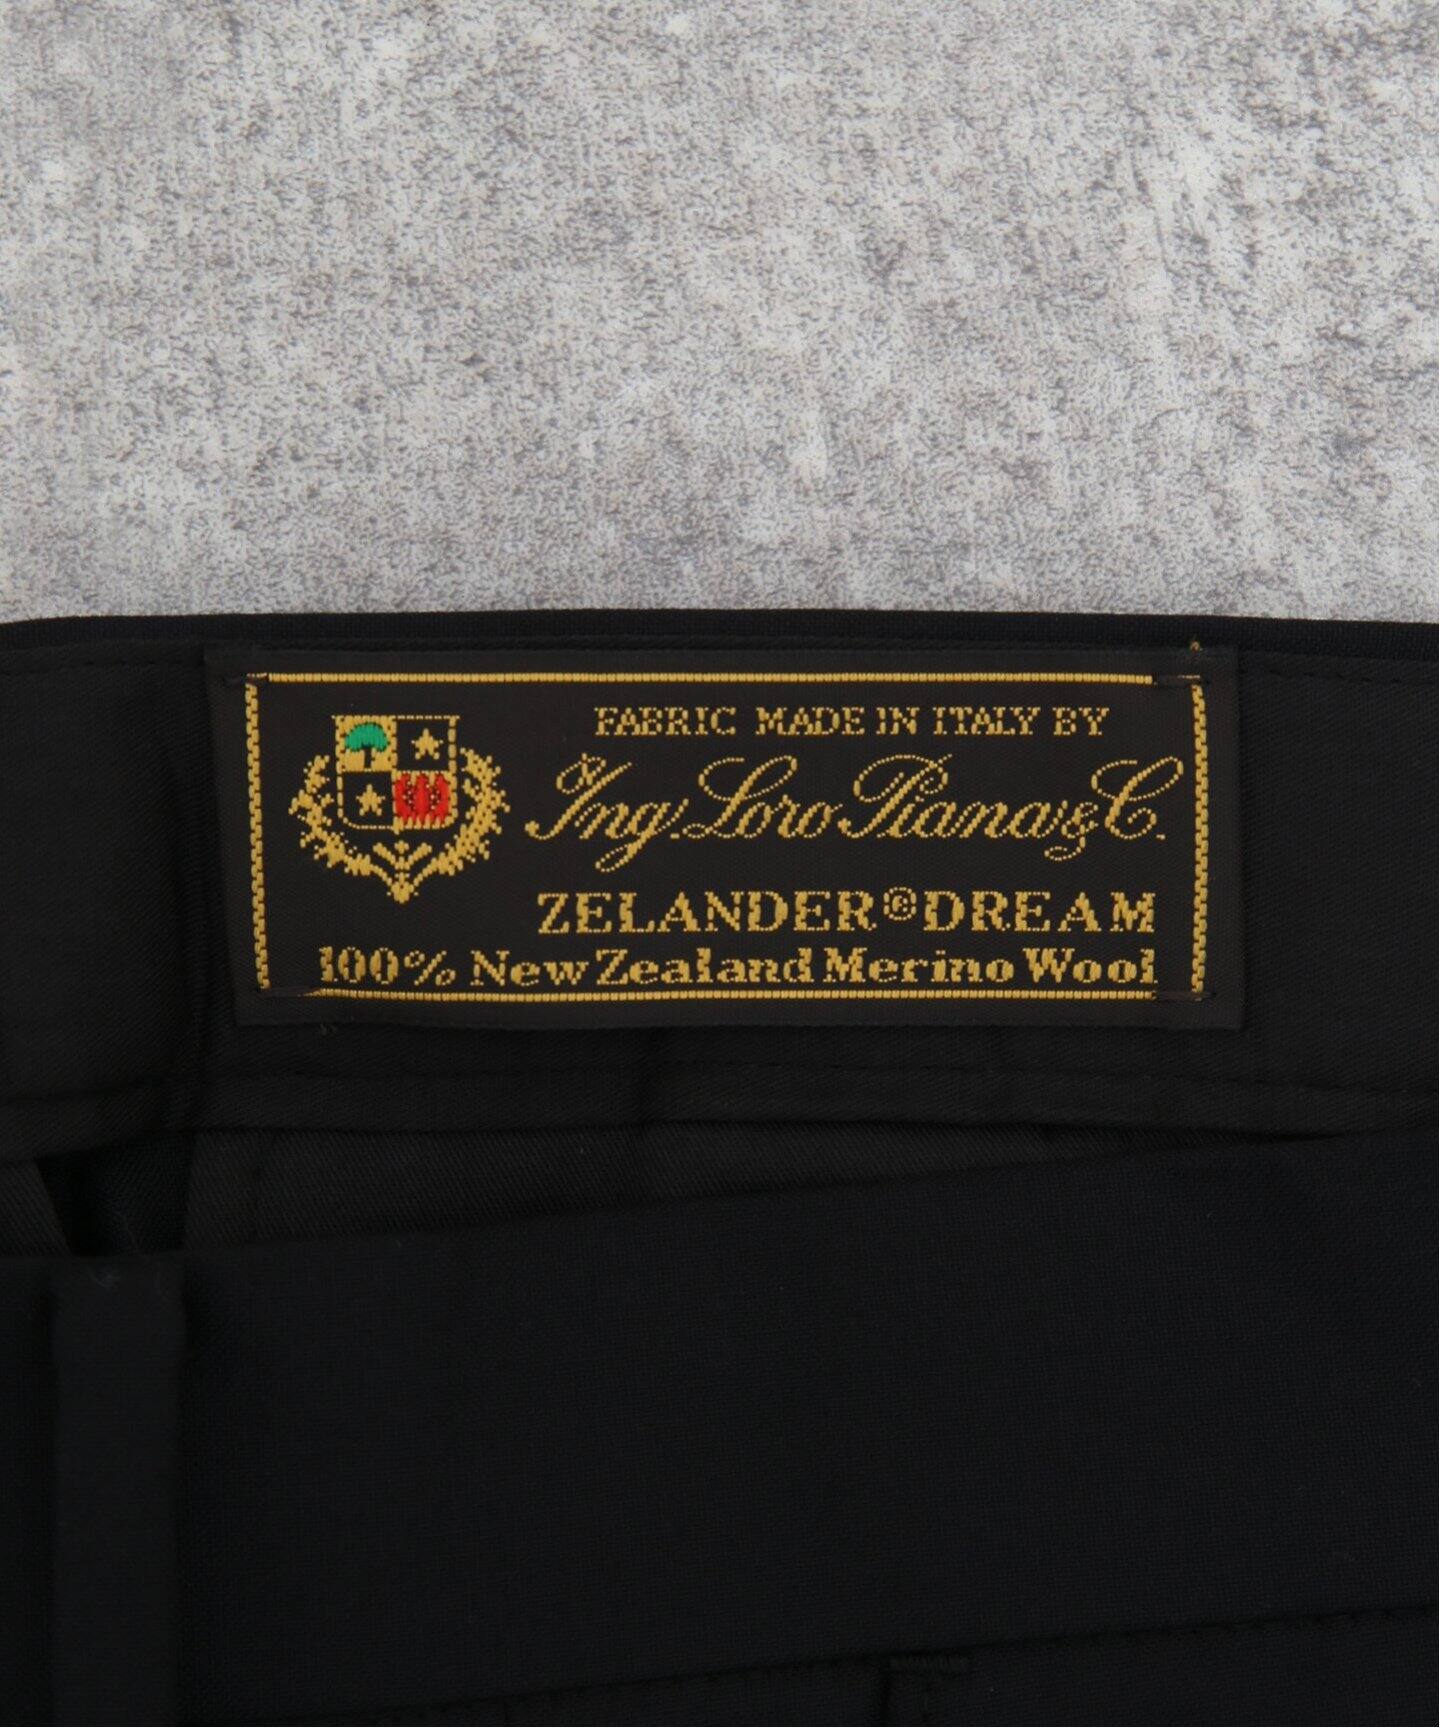 FABRIC MADE IN ITALY BY
Ing. Loro Piana & C.
ZELANDER®DREAM
100% New Zealand Merino Wool